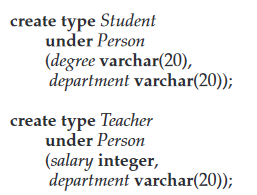 create type Student
under Person
(degree varchar(20),
department varchar(20));
create type Teacher
under Person
(salary integer,
department varchar(20));